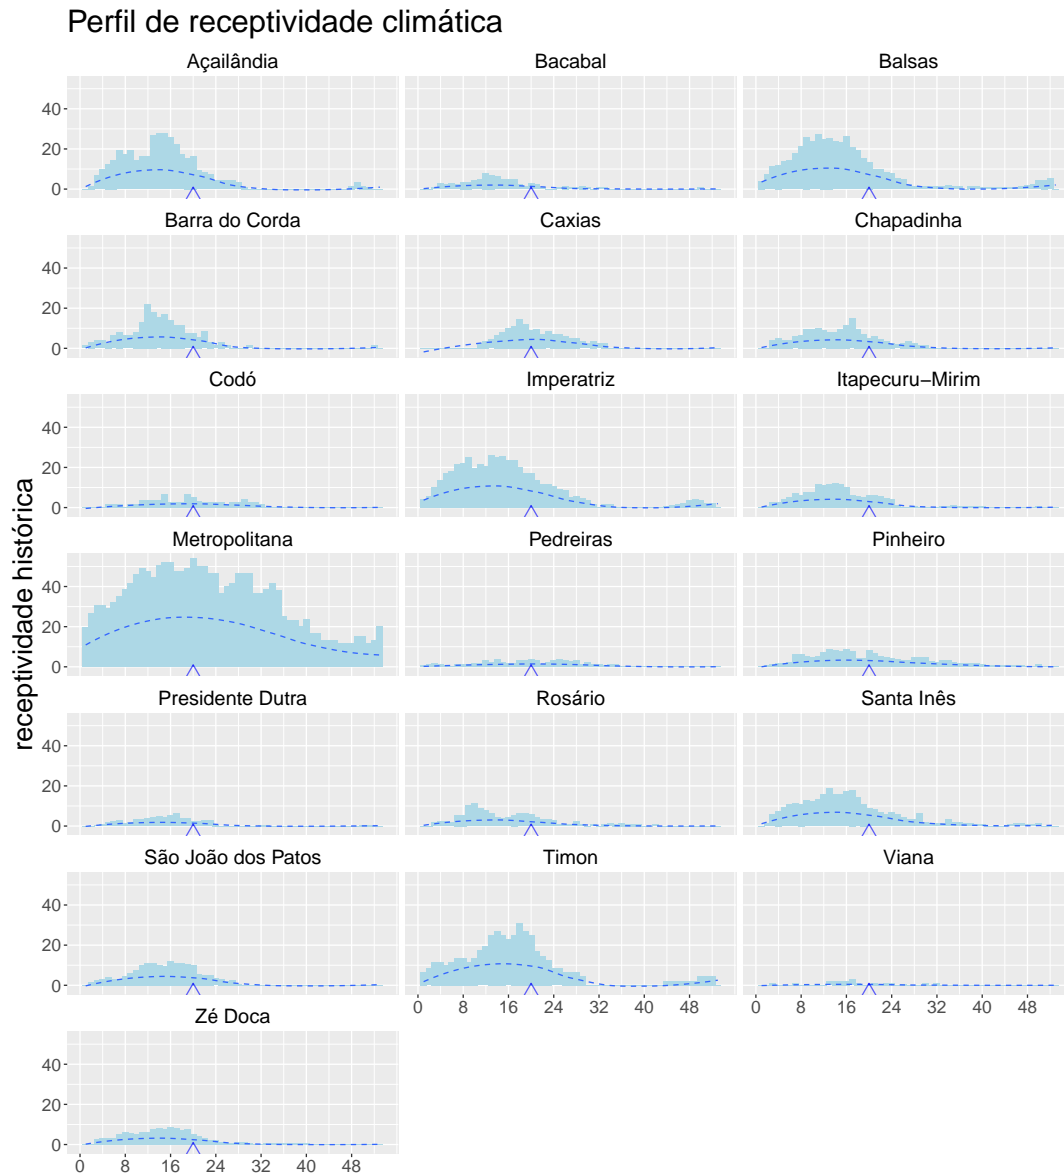 Perfil de receptividade climática
Açailândia Bacabal Balsas
40
20
0
Barra do Corda Caxias Chapadinha
40
20
0
Codó Imperatriz Itapecuru−Mirim
40
20
0
receptividade histórica
Metropolitana Pedreiras Pinheiro
40
20
0
Presidente Dutra Rosário Santa Inês
40
20
0
São João dos Patos Timon Viana
40
20
0
0 8 16 24 32 40 48 0 8 16 24 32 40 48
Zé Doca
40
20
0
0 8 16 24 32 40 48